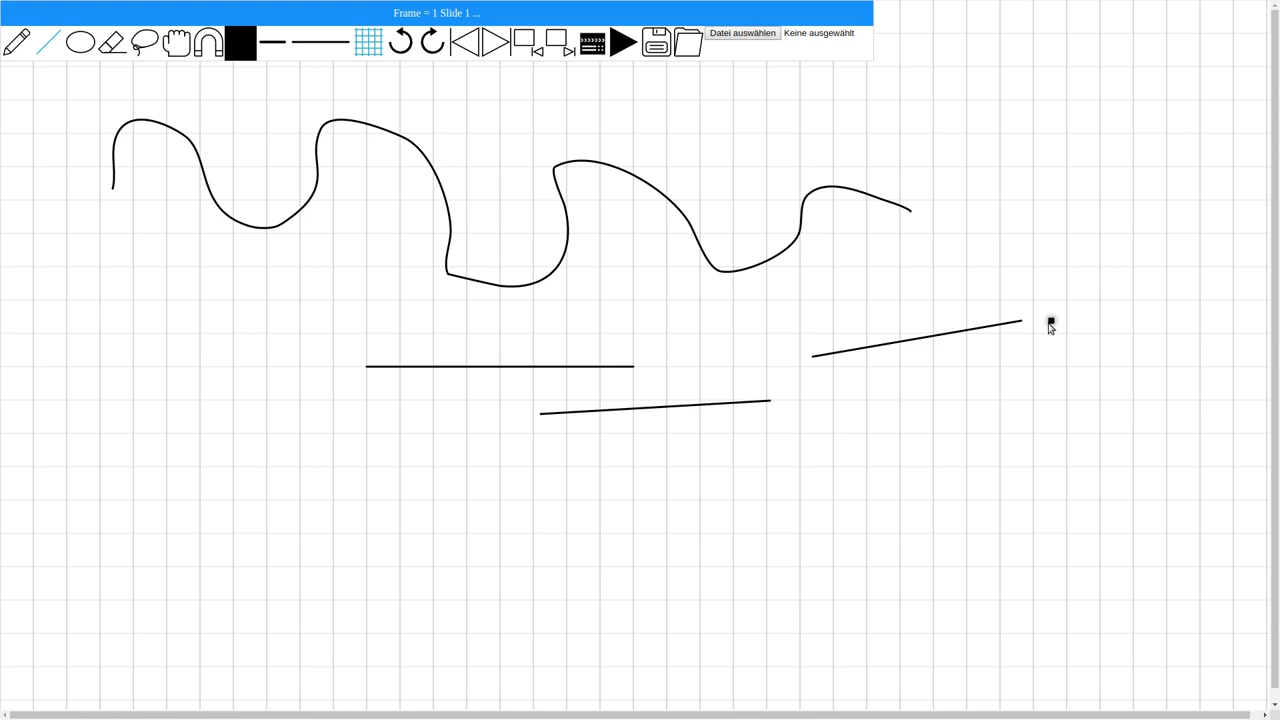 Frame = 1 Slide 1 ...
Datei auswählen Keine ausgewählt